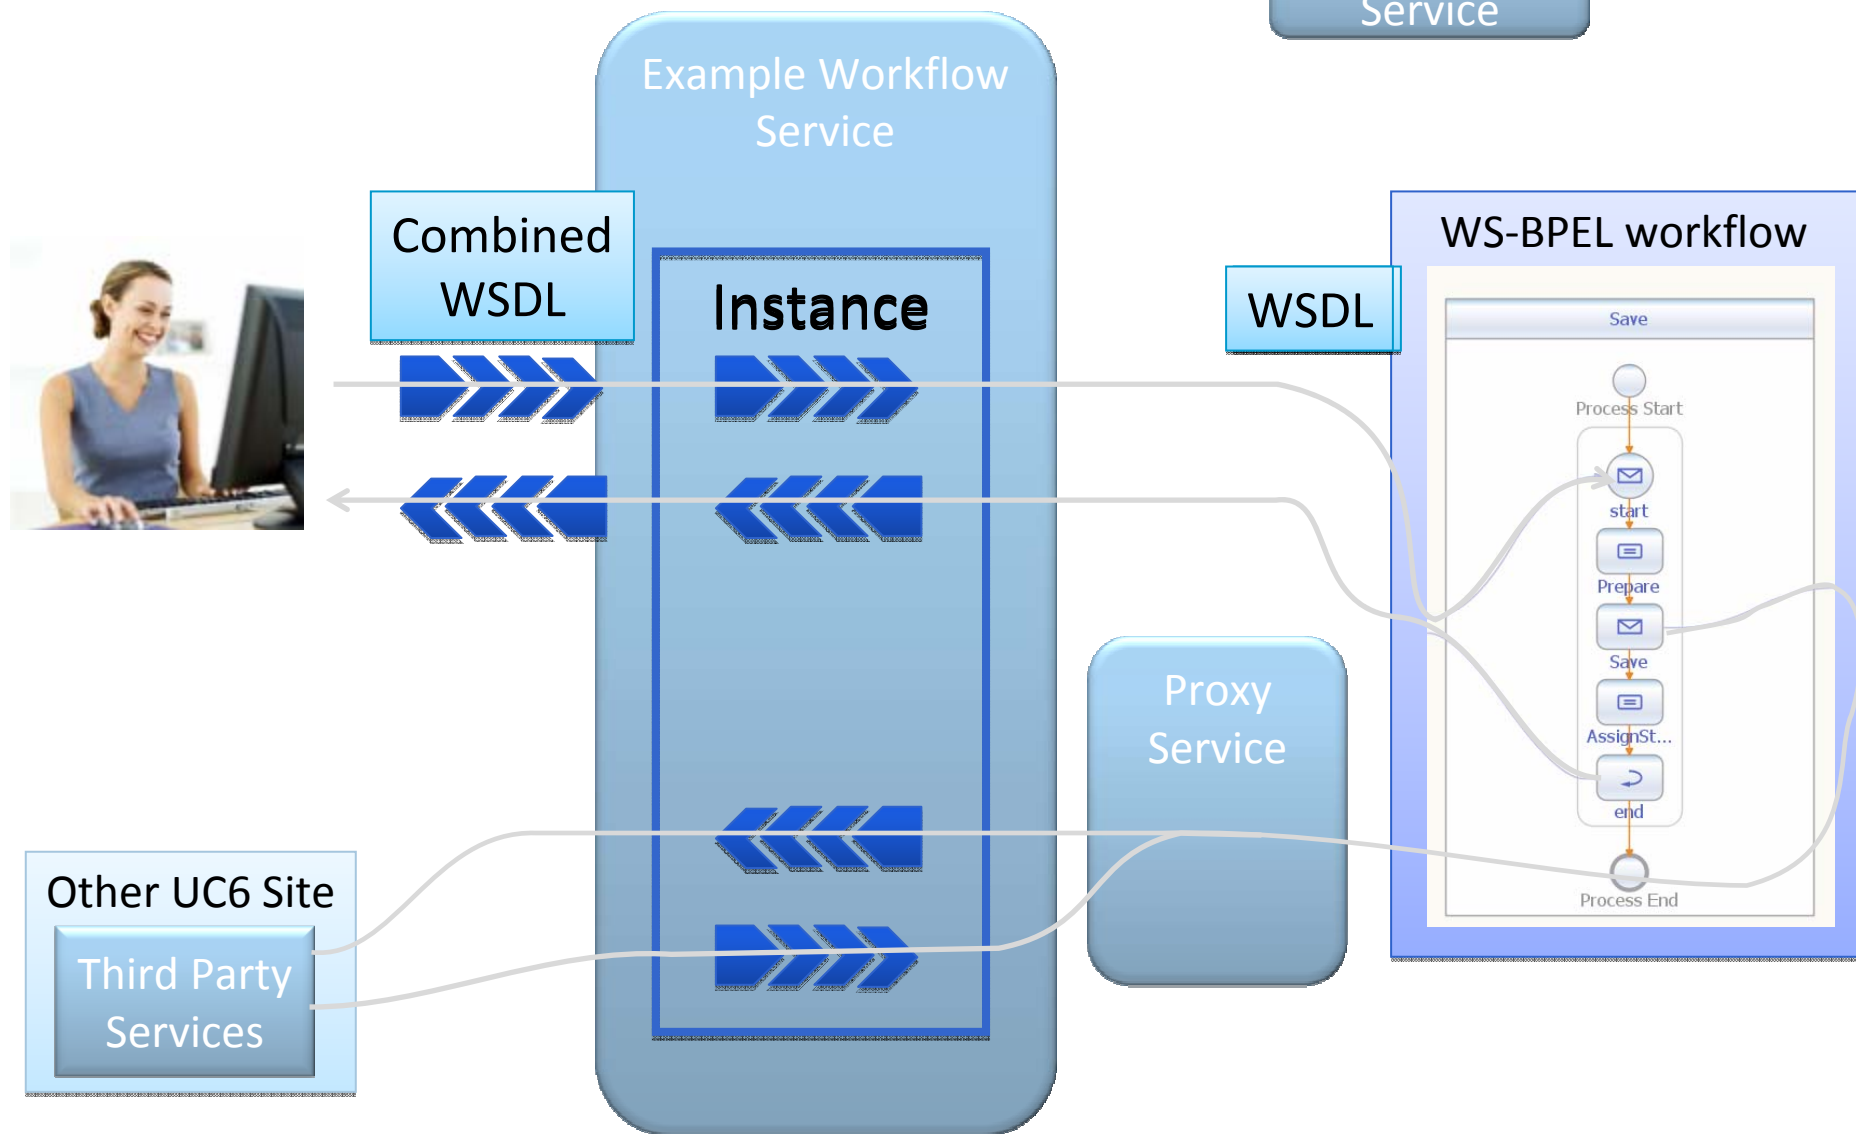 Service
Example Workflow
Service
Combined
WSDL
Instance
WSDL
WS-BPEL workflow
Save
Process Start
start
Prepare
Save
AssignSt...
end
Process End
Proxy
Service
Other UC6 Site
Third Party
Services